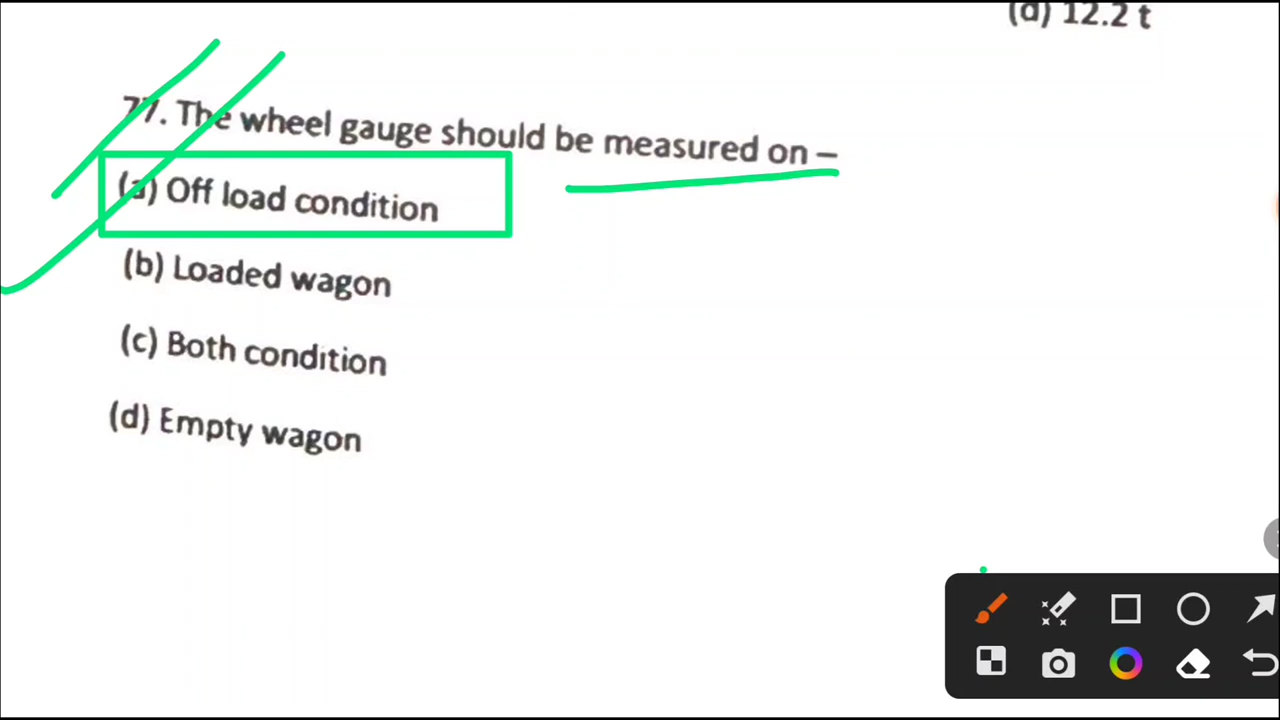 (d) 12.2 t
77. The wheel gauge should be measured on –
(a) Off load condition
(b) Loaded wagon
(c) Both condition
(d) Empty wagon